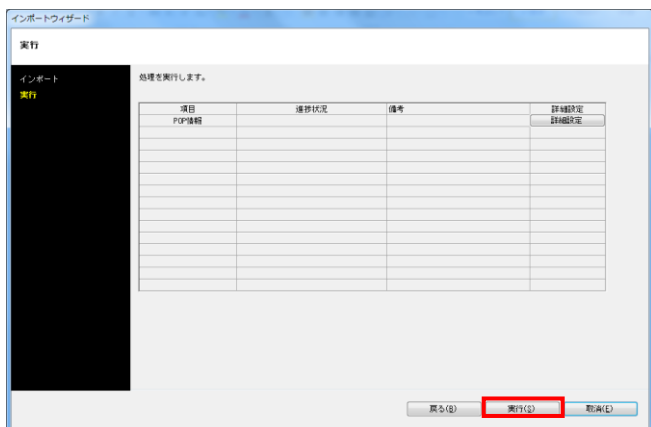 インポートウィザード
実行
インポート
実行
処理を実行します。
項目 進捗状況 備考 詳細設定
POP情報 詳細設定
戻る(B) 実行(S) 取消(E)